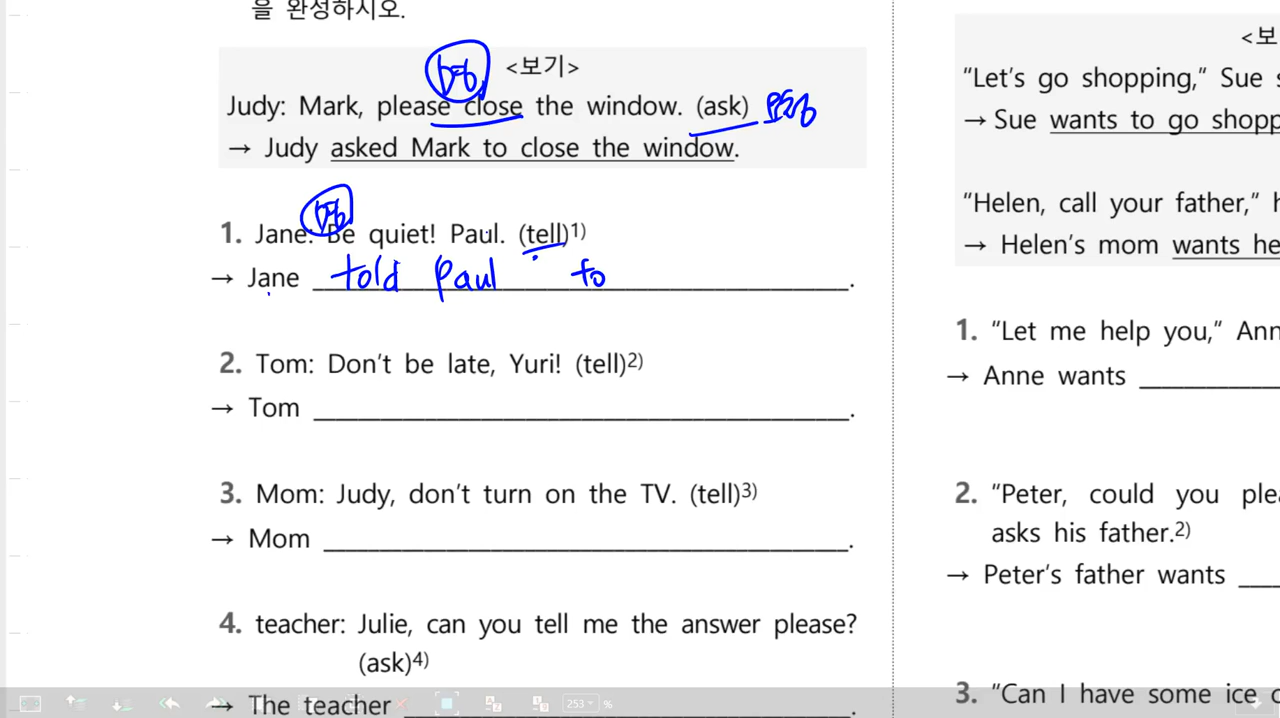 을 완성하시오.
<보기>
Judy: Mark, please close the window. (ask)
→ Judy asked Mark to close the window.
1. Jane: Be quiet! Paul. (tell)1)
→ Jane told Paul to.
2. Tom: Don't be late, Yuri! (tell)2)
→ Tom
3. Mom: Judy, don't turn on the TV. (tell)3)
→ Mom
4. teacher: Julie, can you tell me the answer please?
(ask)4)
→ The teacher
<보
"Let's go shopping," Sue
→ Sue wants to go shopp
"Helen, call your father,"
→ Helen's mom wants he
1. "Let me help you," Ann
→ Anne wants
2. "Peter, could you plea
asks his father.2)
→ Peter's father wants
3. "Can I have some ice
253 %